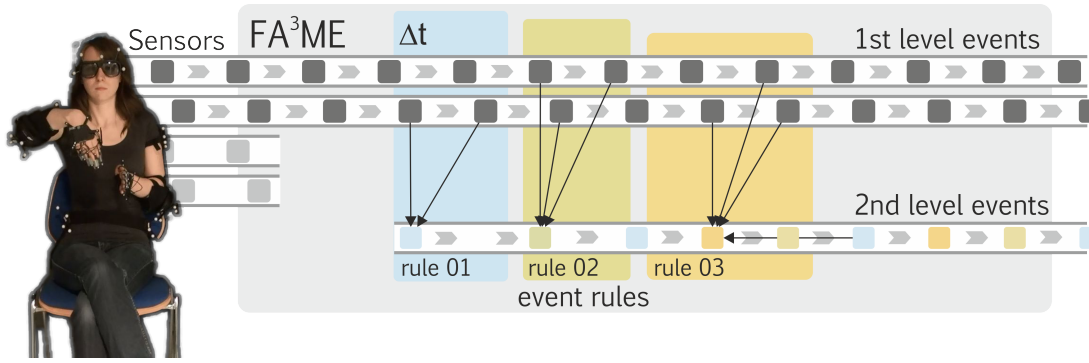 Sensors
FA³ME
Δt
1st level events
2nd level events
rule 01
rule 02
rule 03
event rules